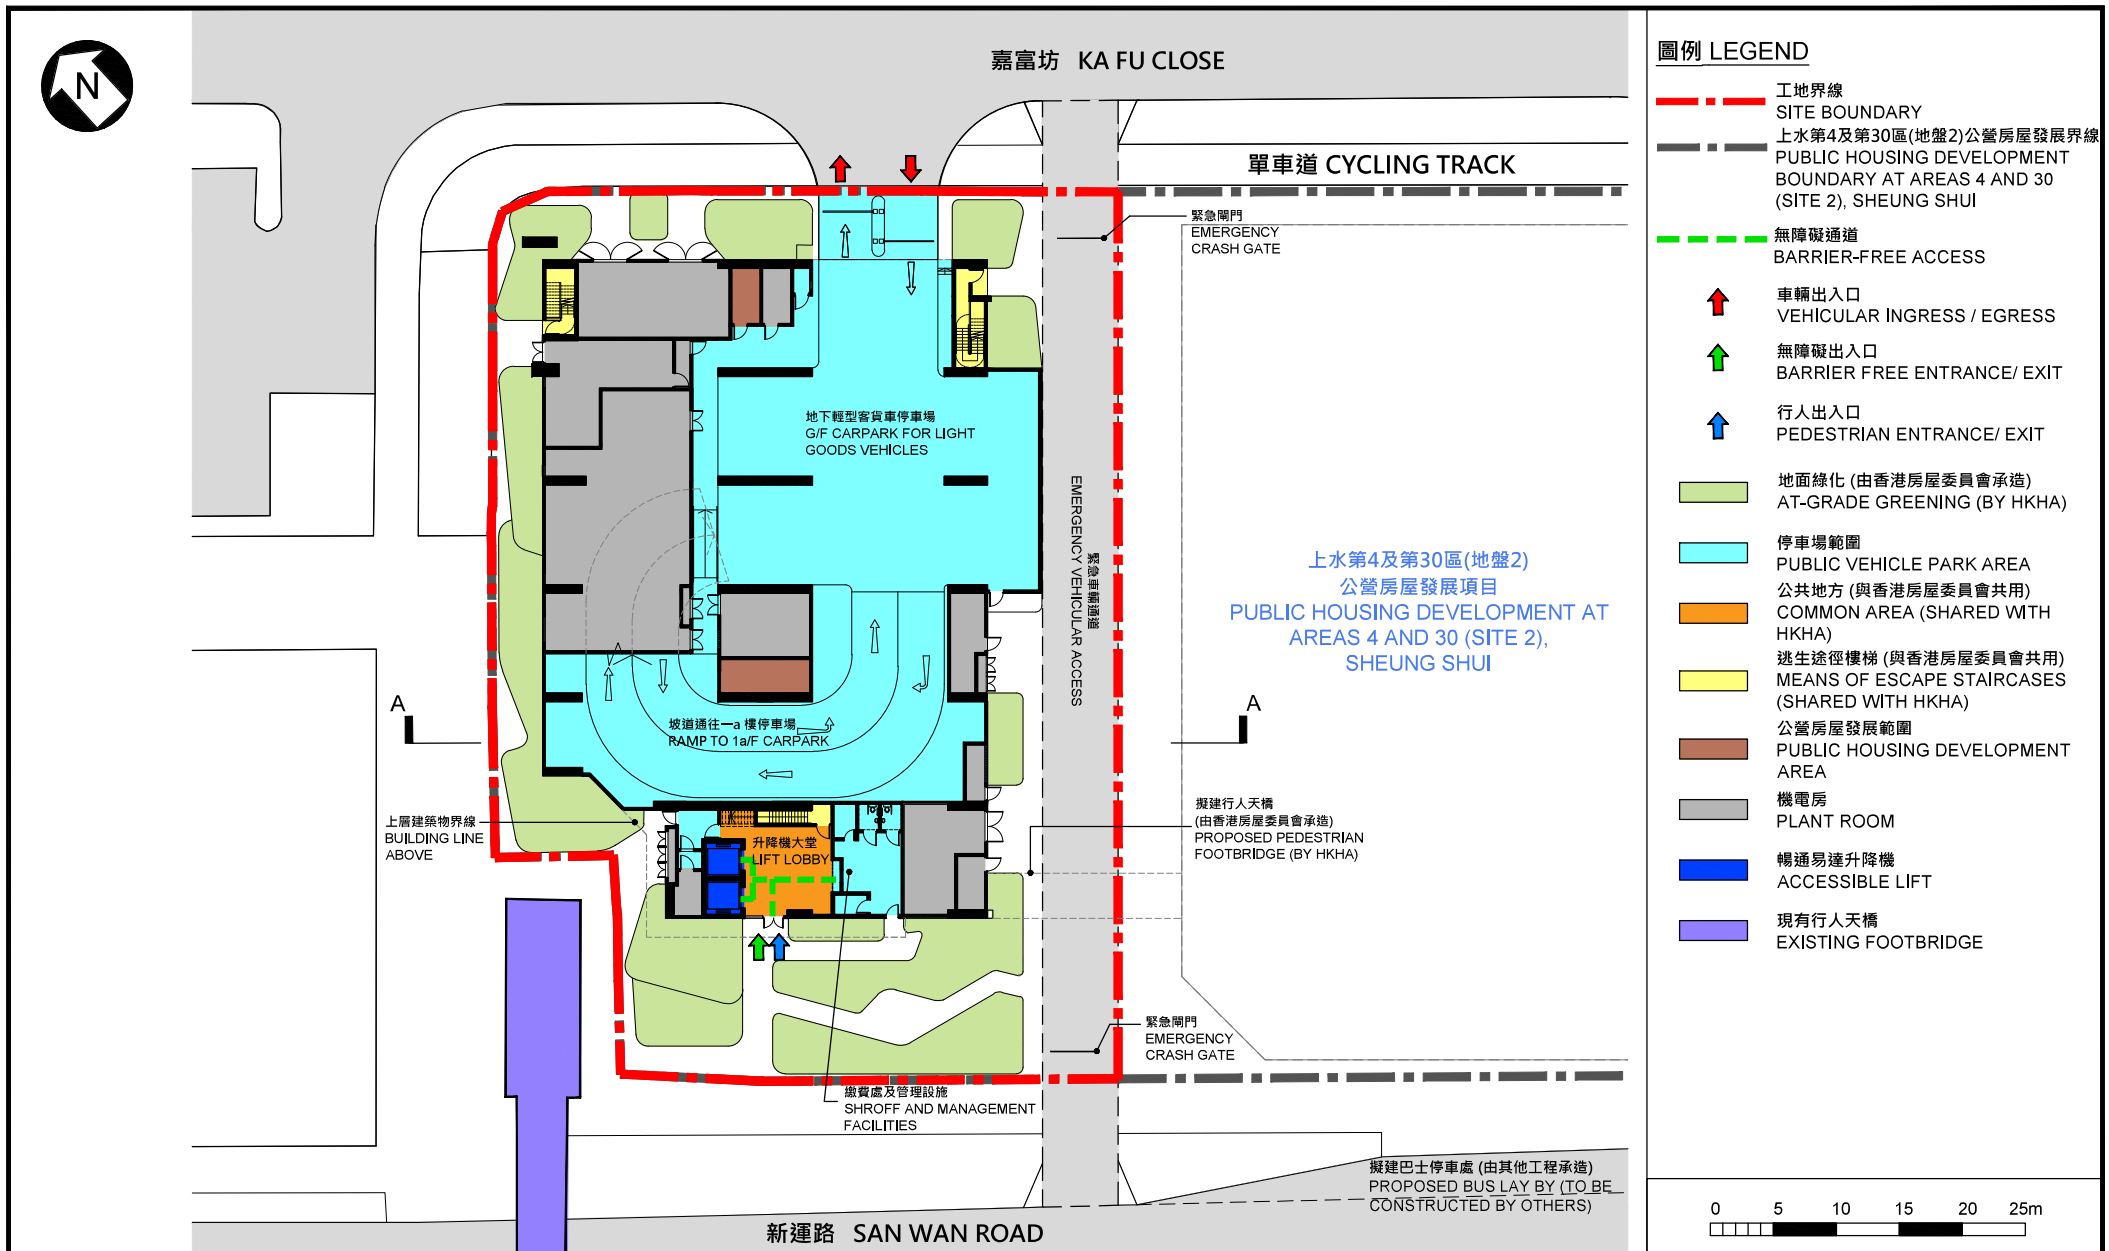 N
嘉富坊 KA FU CLOSE
單車道 CYCLING TRACK
緊急閘門
EMERGENCY
CRASH GATE
地下輕型客貨車停車場
G/F CARPARK FOR LIGHT
GOODS VEHICLES
緊急車輛通道
EMERGENCY VEHICULAR ACCESS
上水第4及第30區(地盤2)
公營房屋發展項目
PUBLIC HOUSING DEVELOPMENT AT
AREAS 4 AND 30 (SITE 2),
SHEUNG SHUI
A
A
坡道通往一a 樓停車場
RAMP TO 1a/F CARPARK
上層建築物界線
BUILDING LINE
ABOVE
升降機大堂
LIFT LOBBY
擬建行人天橋
(由香港房屋委員會承造)
PROPOSED PEDESTRIAN
FOOTBRIDGE (BY HKHA)
緊急閘門
EMERGENCY
CRASH GATE
繳費處及管理設施
SHROFF AND MANAGEMENT
FACILITIES
擬建巴士停車處 (由其他工程承造)
PROPOSED BUS LAY BY (TO BE
CONSTRUCTED BY OTHERS)
新運路 SAN WAN ROAD
圖例 LEGEND
工地界線
SITE BOUNDARY
上水第4及第30區(地盤2)公營房屋發展界線
PUBLIC HOUSING DEVELOPMENT
BOUNDARY AT AREAS 4 AND 30
(SITE 2), SHEUNG SHUI
無障礙通道
BARRIER-FREE ACCESS
車輛出入口
VEHICULAR INGRESS / EGRESS
無障礙出入口
BARRIER FREE ENTRANCE/ EXIT
行人出入口
PEDESTRIAN ENTRANCE/ EXIT
地面綠化 (由香港房屋委員會承造)
AT-GRADE GREENING (BY HKHA)
停車場範圍
PUBLIC VEHICLE PARK AREA
公共地方 (與香港房屋委員會共用)
COMMON AREA (SHARED WITH
HKHA)
逃生途徑樓梯 (與香港房屋委員會共用)
MEANS OF ESCAPE STAIRCASES
(SHARED WITH HKHA)
公營房屋發展範圍
PUBLIC HOUSING DEVELOPMENT
AREA
機電房
PLANT ROOM
暢通易達升降機
ACCESSIBLE LIFT
現有行人天橋
EXISTING FOOTBRIDGE
0 5 10 15 20 25m